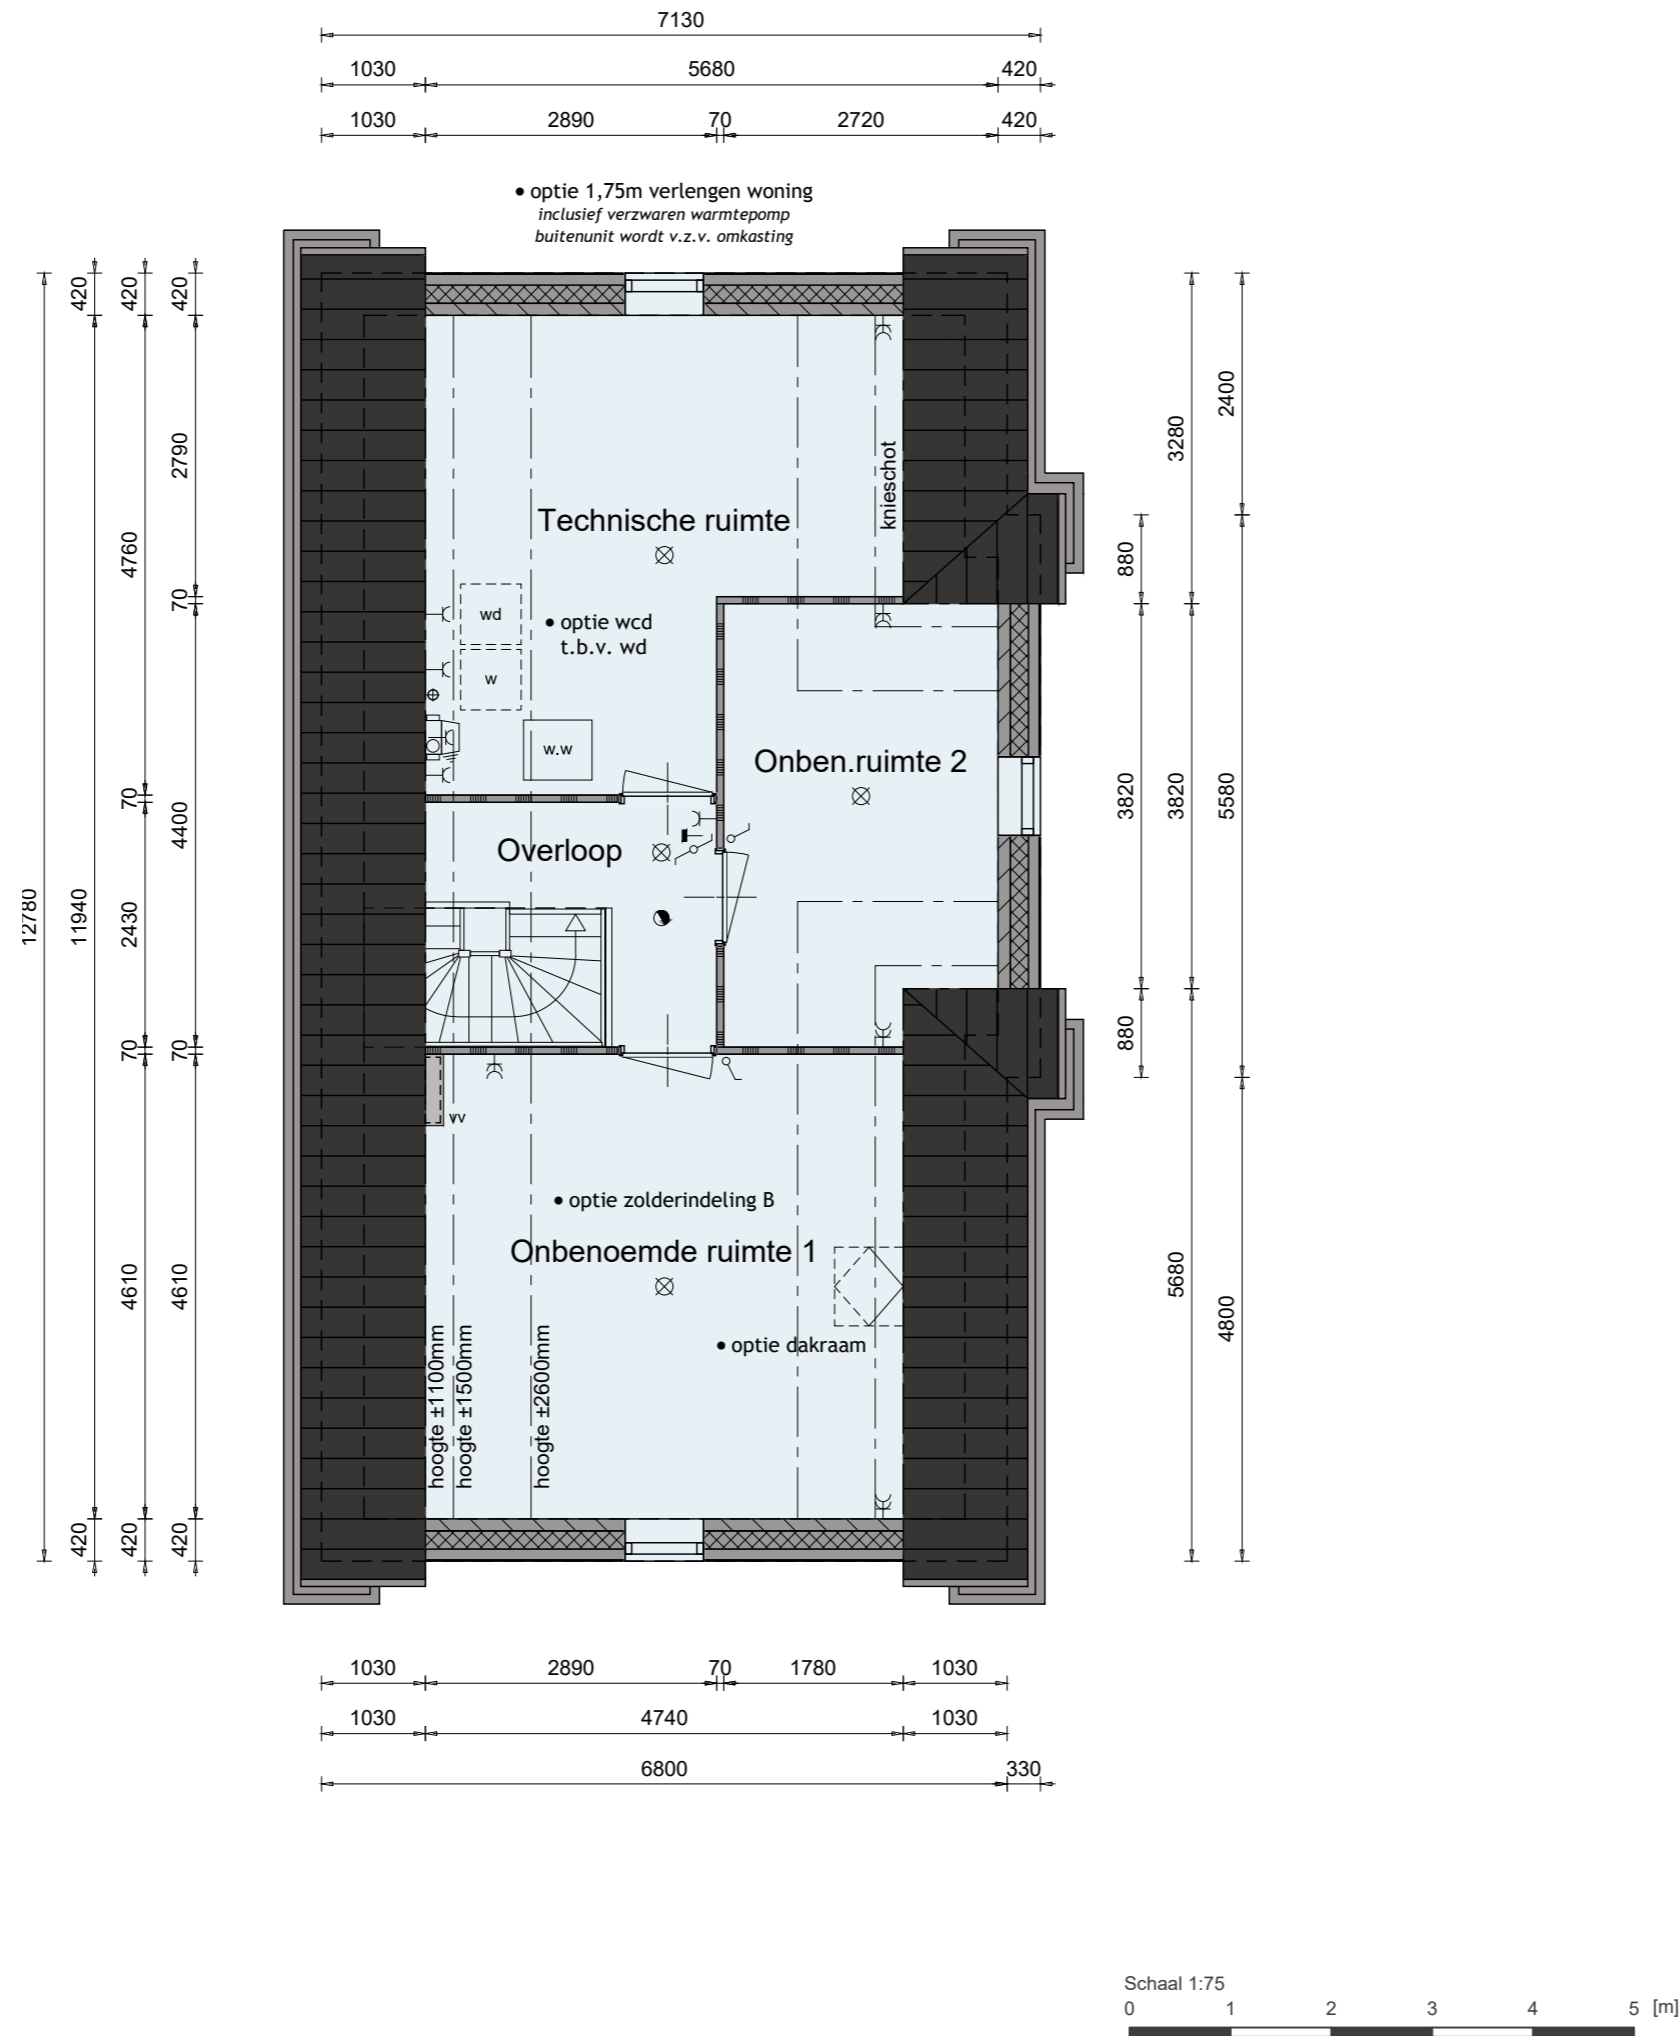 7130
1030 5680 420
1030 2890 70 2720 420
• optie 1,75m verlengen woning
inclusief verzwaren warmtepomp
buitenunit wordt v.z.v. omkasting
420 420 420
420
2790
3280
2400
knieschot
Technische ruimte
4760
880
70
wd
• optie wcd
t.b.v. wd
w
w.w
Onben.ruimte 2
70
4400
3820 3820 5580
Overloop
12780
11940
2430
70 70
880
vv
• optie zolderindeling B
Onbenoemde ruimte 1
4610 4610
5680
4800
• optie dakraam
hoogte ±1100mm
hoogte ±1500mm
hoogte ±2600mm
420 420 420
1030 2890 70 1780 1030
1030 4740 1030
6800 330
Schaal 1:75
0 1 2 3 4 5 [m]